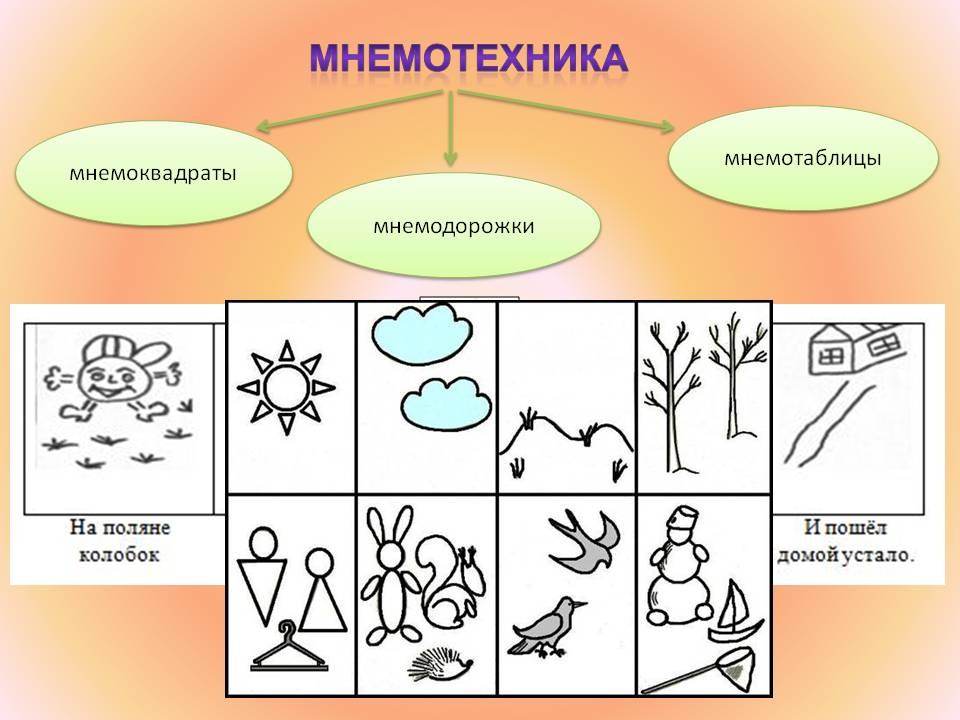 МНЕМОТЕХНИКА
мнемоквадраты
мнемодорожки
мнемотаблицы
На поляне
колобок
И пошёл
домой устало.